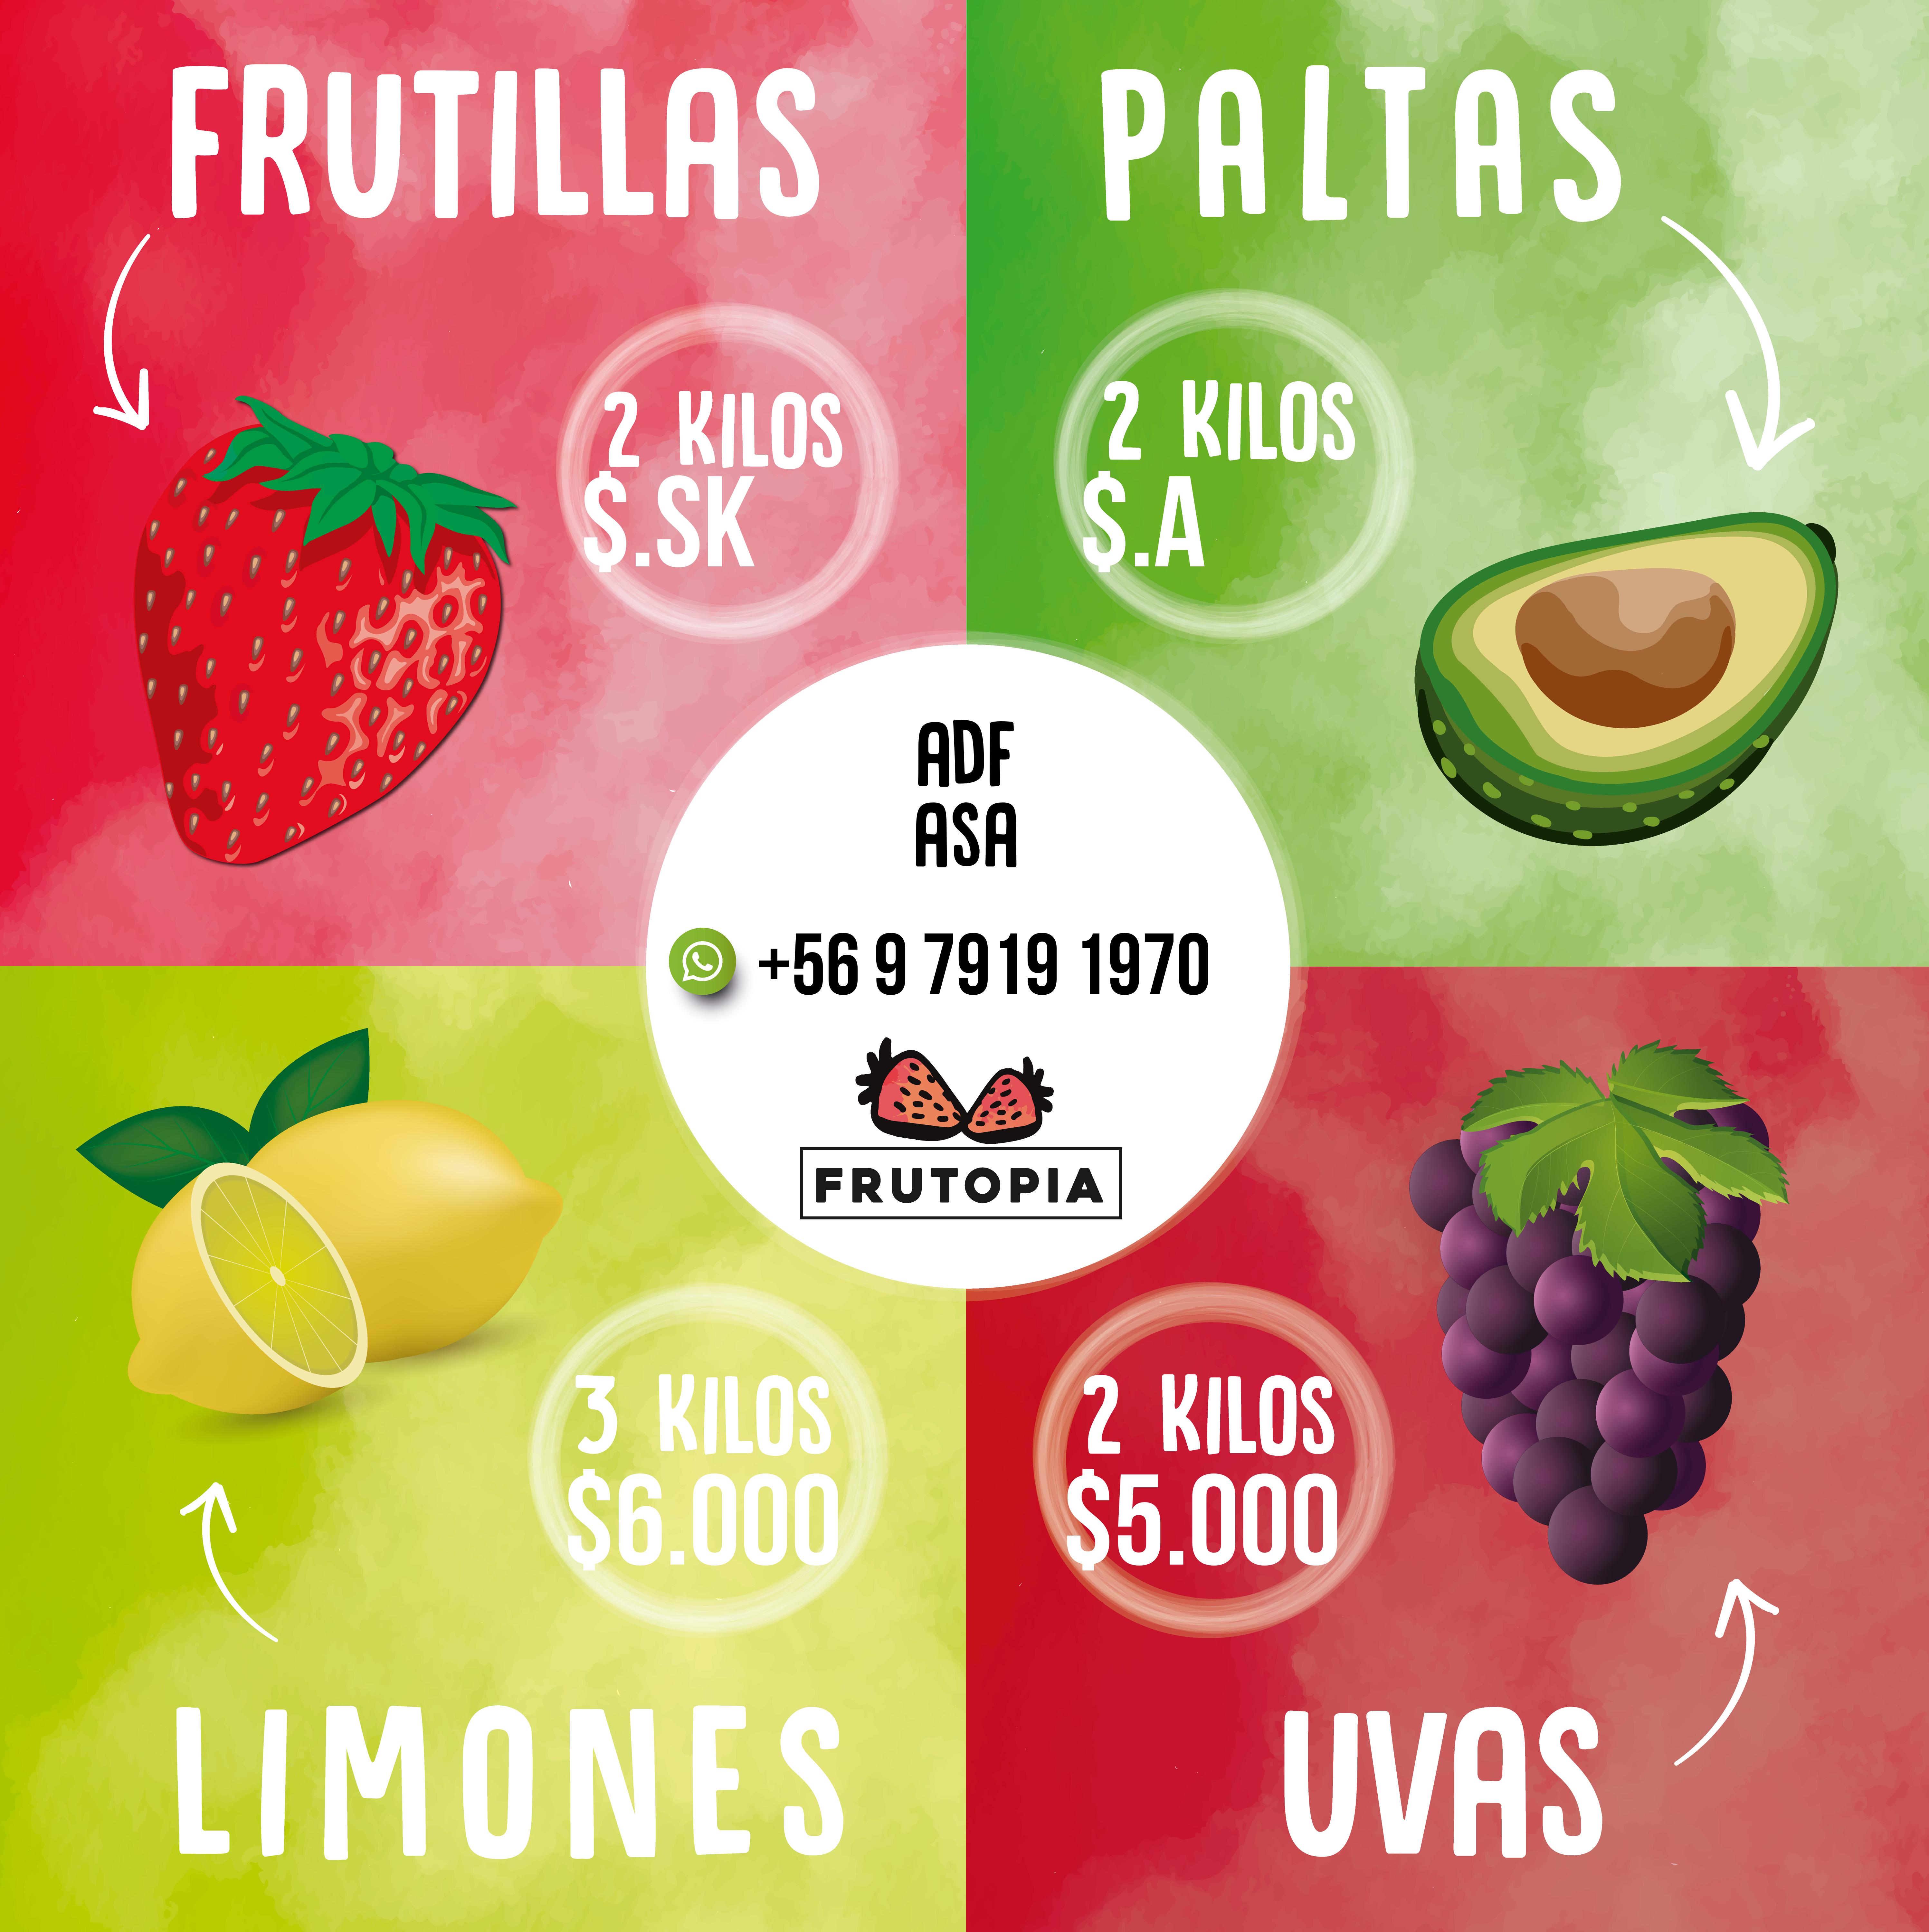 FRUTILLAS
2 KILOS
$.SK
PALTAS
2 KILOS
$.A
ADF
ASA
+56 9 7919 1970
FRUTOPIA
3 KILOS
$6.000
LIMONES
2 KILOS
$5.000
UVAS